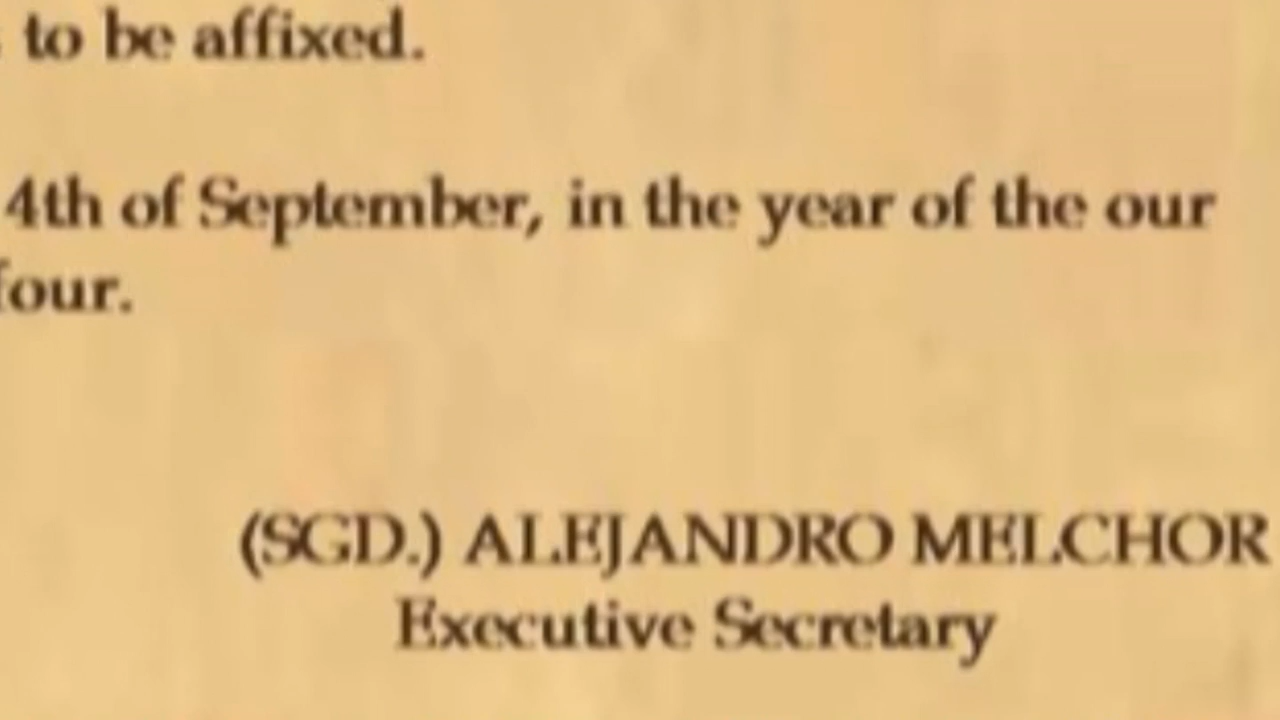 to be affixed.
4th of September, in the year of the our
four.
(SGD.) ALEJANDRO MELCHOR
Executive Secretary